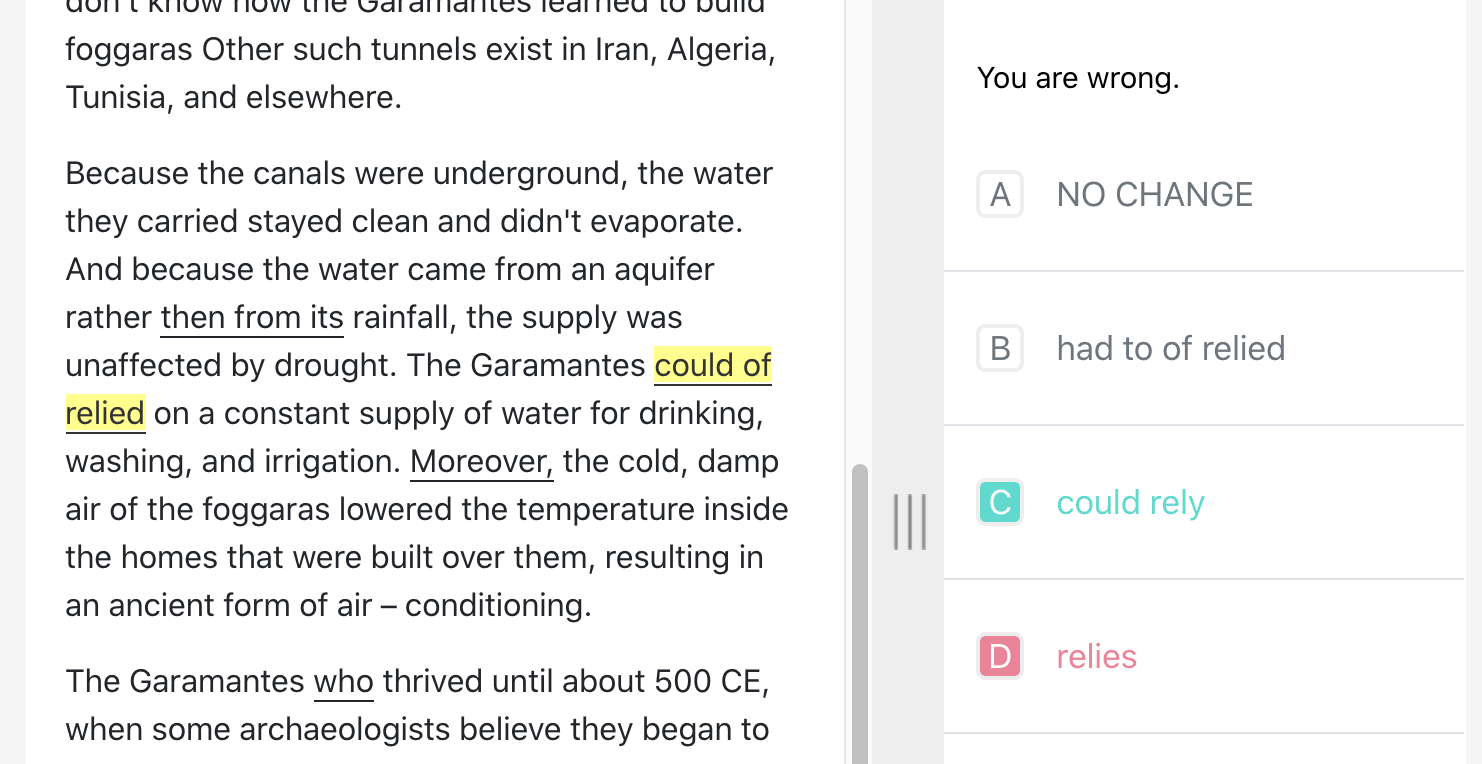 don't know how the Garamantes learned to build
foggaras Other such tunnels exist in Iran, Algeria,
Tunisia, and elsewhere.
Because the canals were underground, the water
they carried stayed clean and didn't evaporate.
And because the water came from an aquifer
rather then from its rainfall, the supply was
unaffected by drought. The Garamantes could of
relied on a constant supply of water for drinking,
washing, and irrigation. Moreover, the cold, damp
air of the foggaras lowered the temperature inside
the homes that were built over them, resulting in
an ancient form of air – conditioning.
The Garamantes who thrived until about 500 CE,
when some archaeologists believe they began to
You are wrong.
A NO CHANGE
B had to of relied
C could rely
D relies